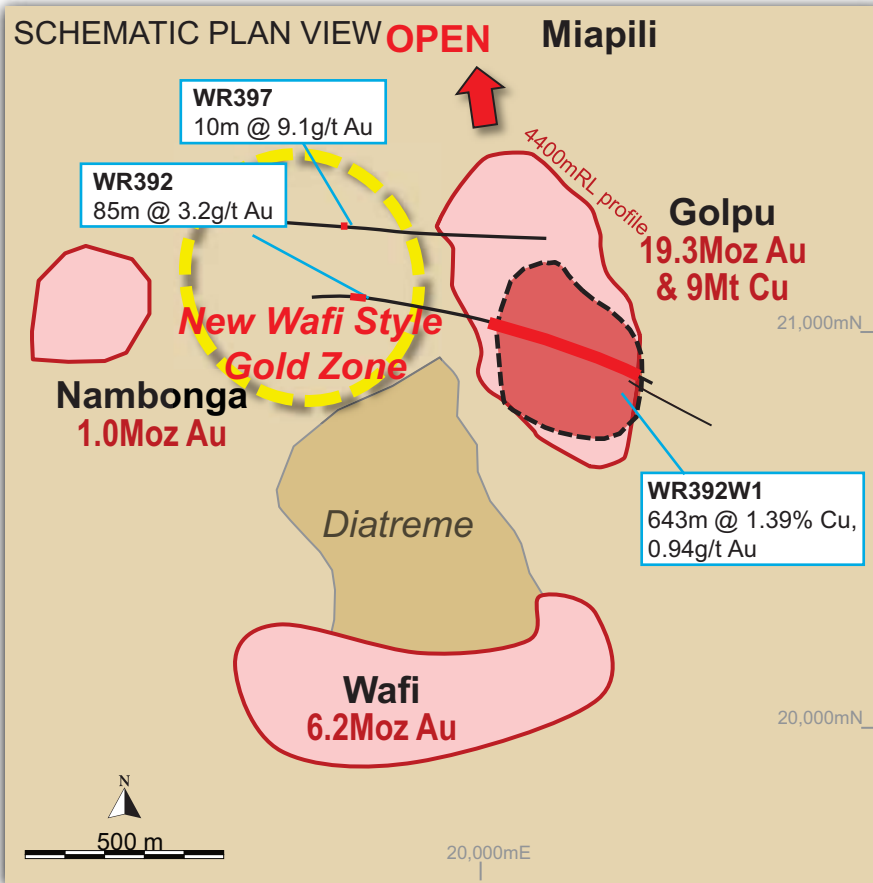 SCHEMATIC PLAN VIEW
OPEN
Miapili
WR397
10m @ 9.1g/t Au
4400mRL profile
WR392
85m @ 3.2g/t Au
Golpu
19.3Moz Au
& 9Mt Cu
21,000mN
New Wafi Style
Gold Zone
Nambonga
1.0Moz Au
WR392W1
643m @ 1.39% Cu,
0.94g/t Au
Diatreme
Wafi
6.2Moz Au
20,000mN
N
500 m
20,000mE